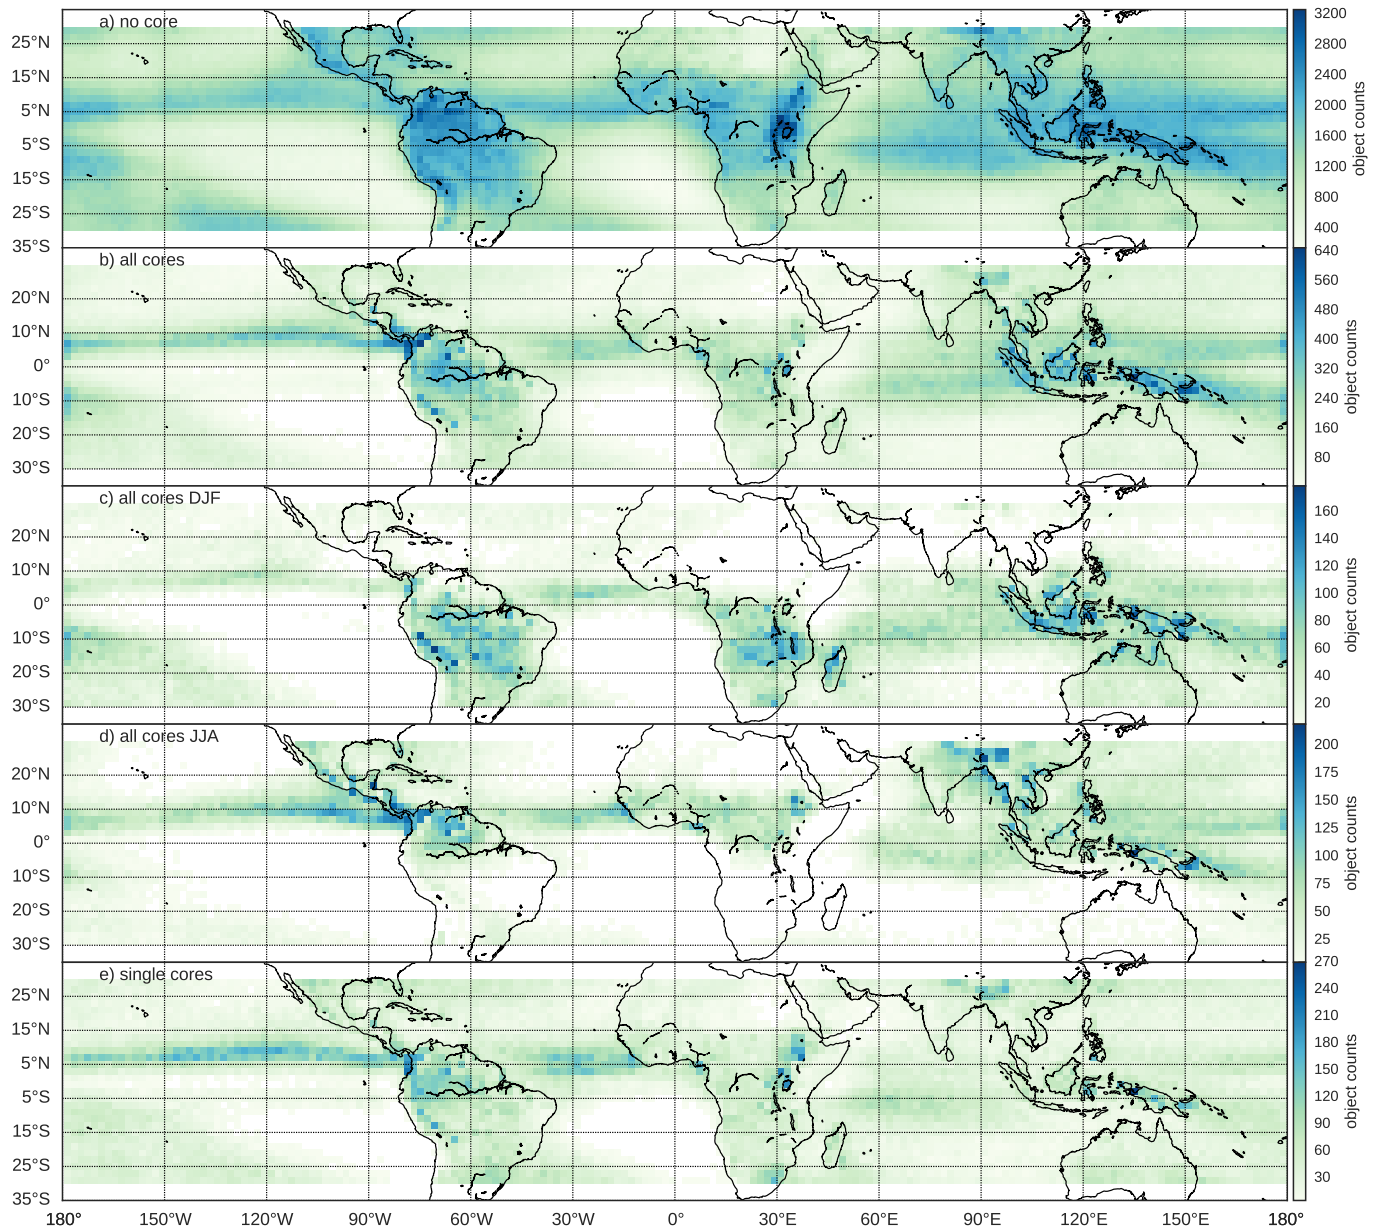 a) no core
25°N
15°N
5°N
5°S
15°S
25°S
35°S
3200
2800
2400
2000
1600
1200
800
400
object counts
b) all cores
20°N
10°N
0°
10°S
20°S
30°S
640
560
480
400
320
240
160
80
object counts
c) all cores DJF
20°N
10°N
0°
10°S
20°S
30°S
160
140
120
100
80
60
40
20
object counts
d) all cores JJA
20°N
10°N
0°
10°S
20°S
30°S
200
175
150
125
100
75
50
25
object counts
e) single cores
25°N
15°N
5°N
5°S
15°S
25°S
35°S
270
240
210
180
150
120
90
60
30
object counts
180° 150°W 120°W 90°W 60°W 30°W 0° 30°E 60°E 90°E 120°E 150°E 180°